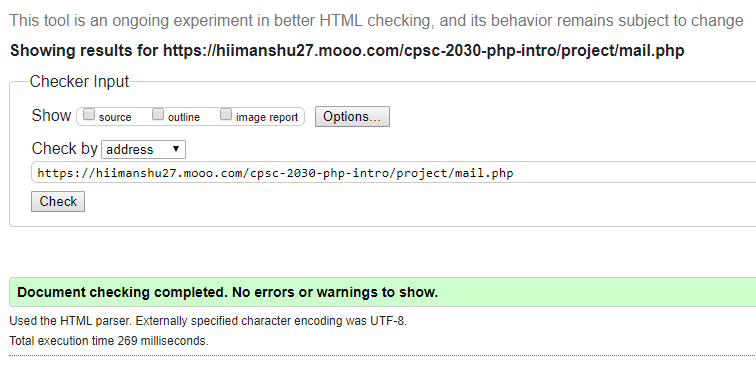 This tool is an ongoing experiment in better HTML checking, and its behavior remains subject to change
Showing results for https://hiimanshu27.mooo.com/cpsc-2030-php-intro/project/mail.php
Checker Input
Show source outline image report Options...
Check by address
https://hiimanshu27.mooo.com/cpsc-2030-php-intro/project/mail.php
Check
Document checking completed. No errors or warnings to show.
Used the HTML parser. Externally specified character encoding was UTF-8.
Total execution time 269 milliseconds.